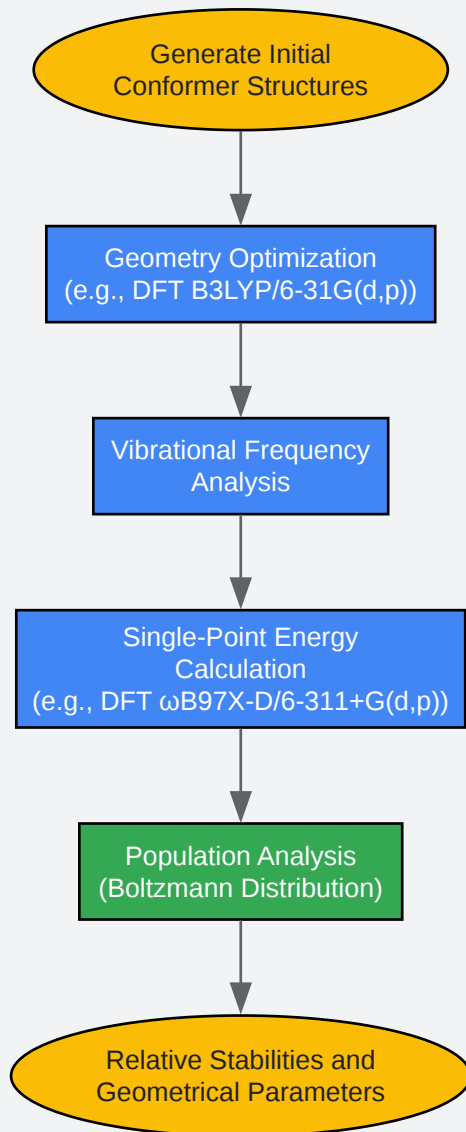 Generate Initial
Conformer Structures
Geometry Optimization
(e.g., DFT B3LYP/6-31G(d,p))
Vibrational Frequency
Analysis
Single-Point Energy
Calculation
(e.g., DFT ωB97X-D/6-311+G(d,p))
Population Analysis
(Boltzmann Distribution)
Relative Stabilities and
Geometrical Parameters